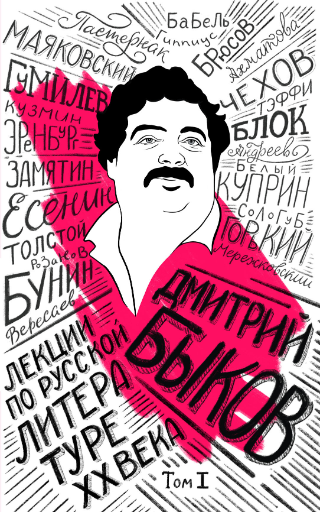 Пастернак
МАЯКОВСКИЙ
ГУМИЛЕВ
КУЗМИН
ЭРЕНБУРГ
ЗАМЯТИН
Есенин
ТОЛСТОЙ
РОЗАНОВ
БУНИН
Вересаев
БАБЕЛЬ
ГИППИУС
БРЮСОВ
Ахматова
ЧЕХОВ
ТЭФФИ
БЛОК
Андреев
БЕЛЫЙ
КУПРИН
СОЛОГУБ
ГОРЬКИЙ
Мережковский
ДМИТРИЙ
БЫКОВ
ЛЕКЦИИ
ПО РУССКОЙ
ЛИТЕРА
ТУРЕ
XX ВЕКА
Том I